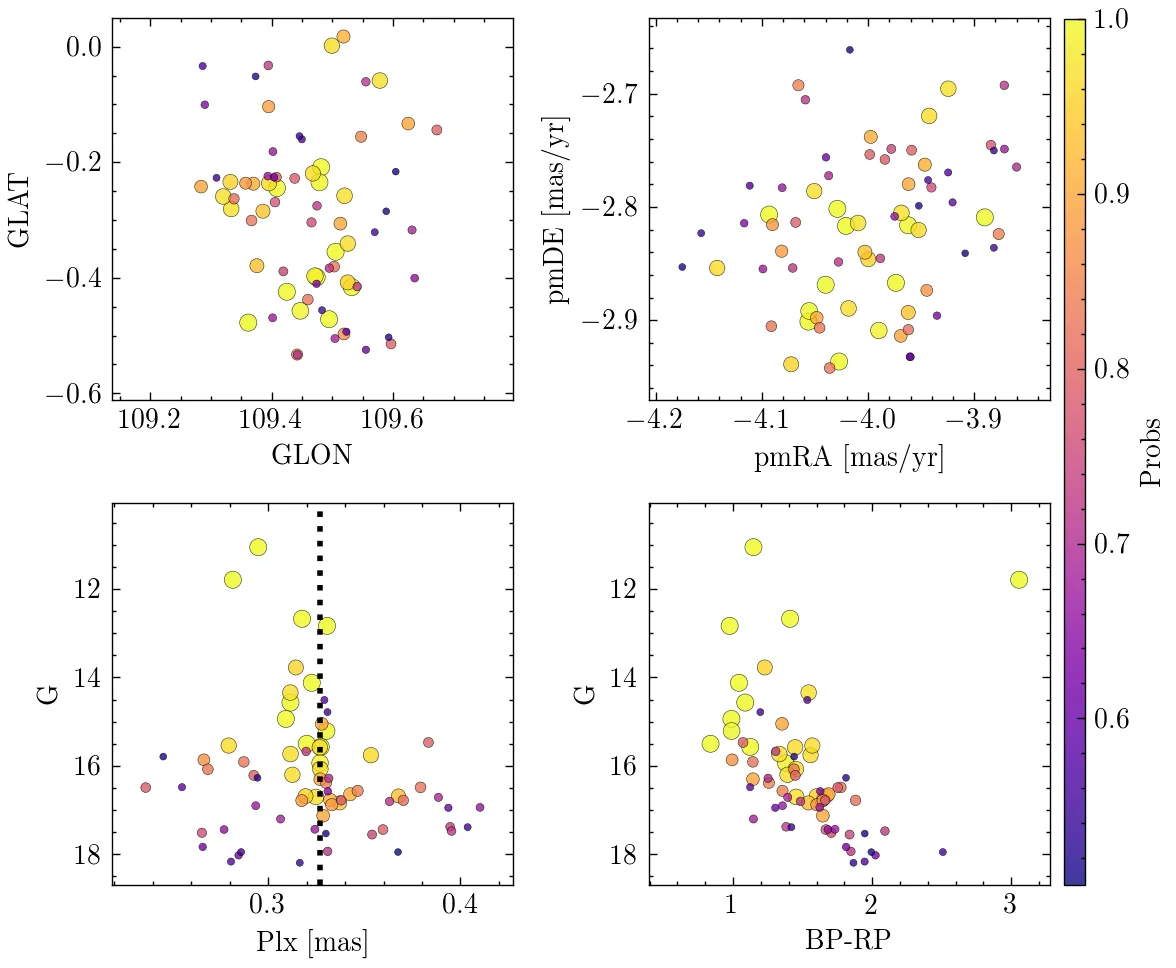 0.0
−0.2
−0.4
−0.6
GLAT
109.2 109.4 109.6
GLON
−2.7
−2.8
−2.9
pmDE [mas/yr]
−4.2 −4.1 −4.0 −3.9
pmRA [mas/yr]
12
14
16
18
G
0.3 0.4
Plx [mas]
12
14
16
18
G
1 2 3
BP-RP
1.0
0.9
0.8
0.7
0.6
Probs